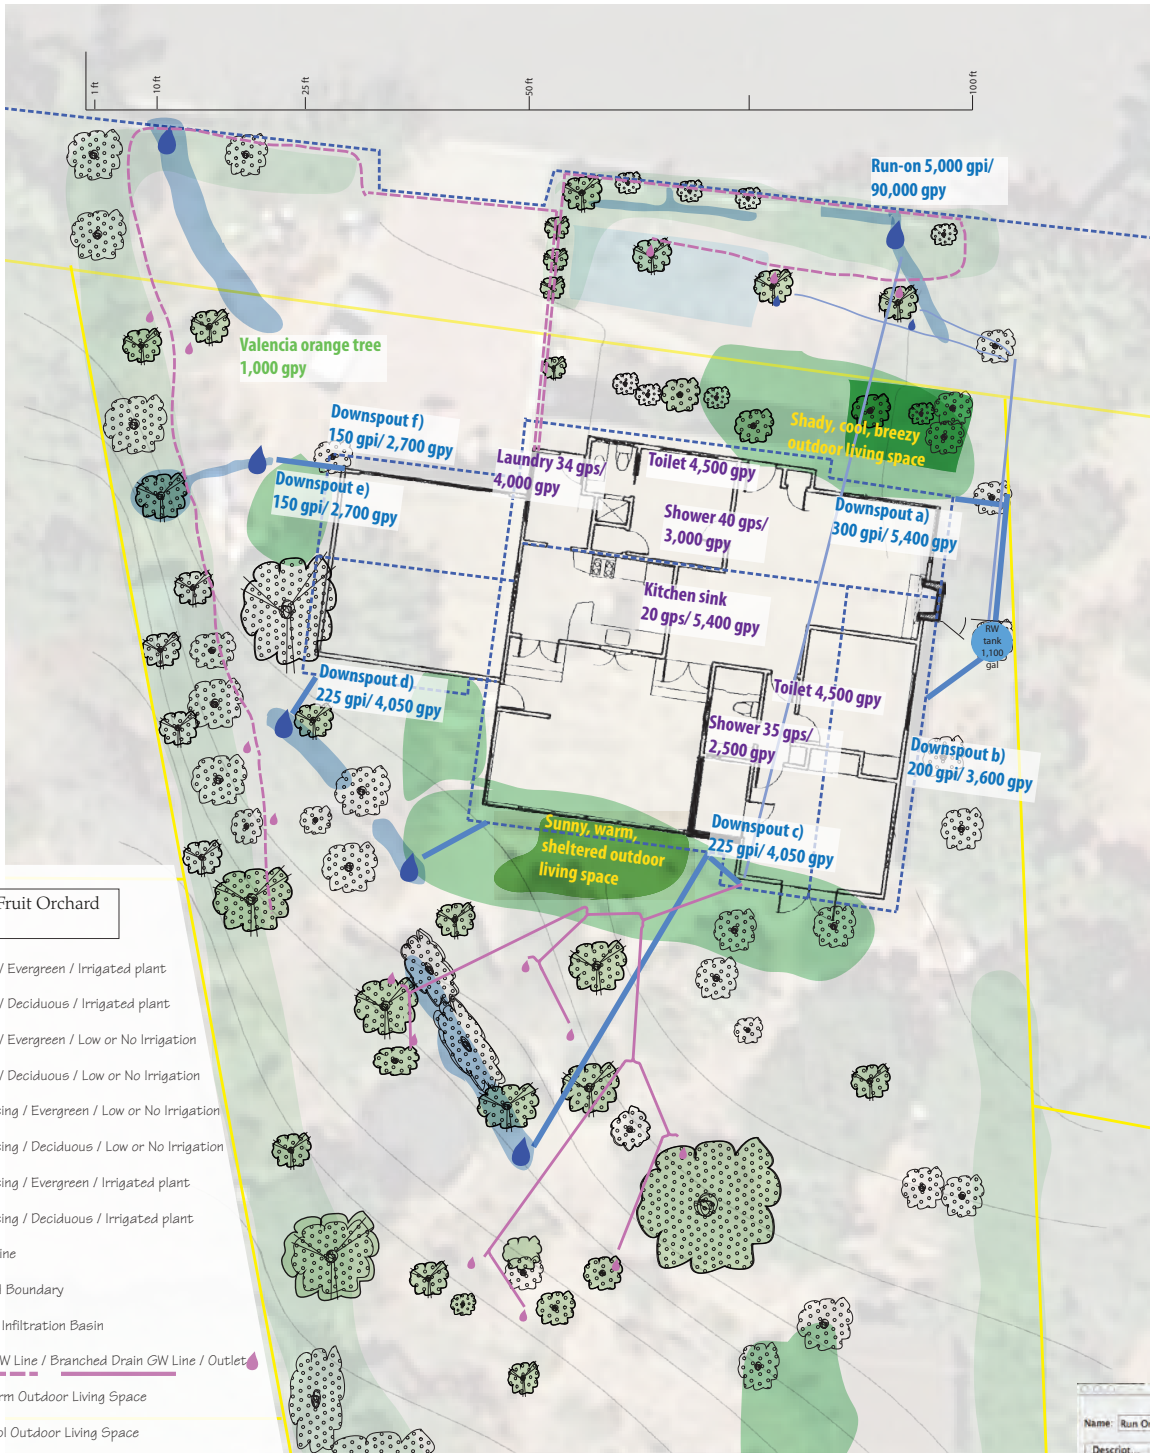 1 ft
10 ft
25 ft
50 ft
100 ft
Run-on 5,000 gpi/
90,000 gpy
Valencia orange tree
1,000 gpy
Downspout f)
150 gpi/ 2,700 gpy
Shady, cool, breezy
outdoor living space
Laundry 34 gps/
4,000 gpy
Toilet 4,500 gpy
Downspout e)
150 gpi/ 2,700 gpy
Shower 40 gps/
3,000 gpy
Downspout a)
300 gpi/ 5,400 gpy
Kitchen sink
20 gps/ 5,400 gpy
RW
tank
1,100
gal
Downspout d)
225 gpi/ 4,050 gpy
Toilet 4,500 gpy
Shower 35 gps/
2,500 gpy
Downspout b)
200 gpi/ 3,600 gpy
Downspout c)
225 gpi/ 4,050 gpy
Sunny, warm,
sheltered outdoor
living space
Fruit Orchard
/ Evergreen / Irrigated plant
/ Deciduous / Irrigated plant
/ Evergreen / Low or No Irrigation
/ Deciduous / Low or No Irrigation
ing / Evergreen / Low or No Irrigation
ing / Deciduous / Low or No Irrigation
ing / Evergreen / Irrigated plant
ing / Deciduous / Irrigated plant
ine
l Boundary
Infiltration Basin
W Line / Branched Drain GW Line / Outlet
rm Outdoor Living Space
ol Outdoor Living Space
Name: Run On
Descript